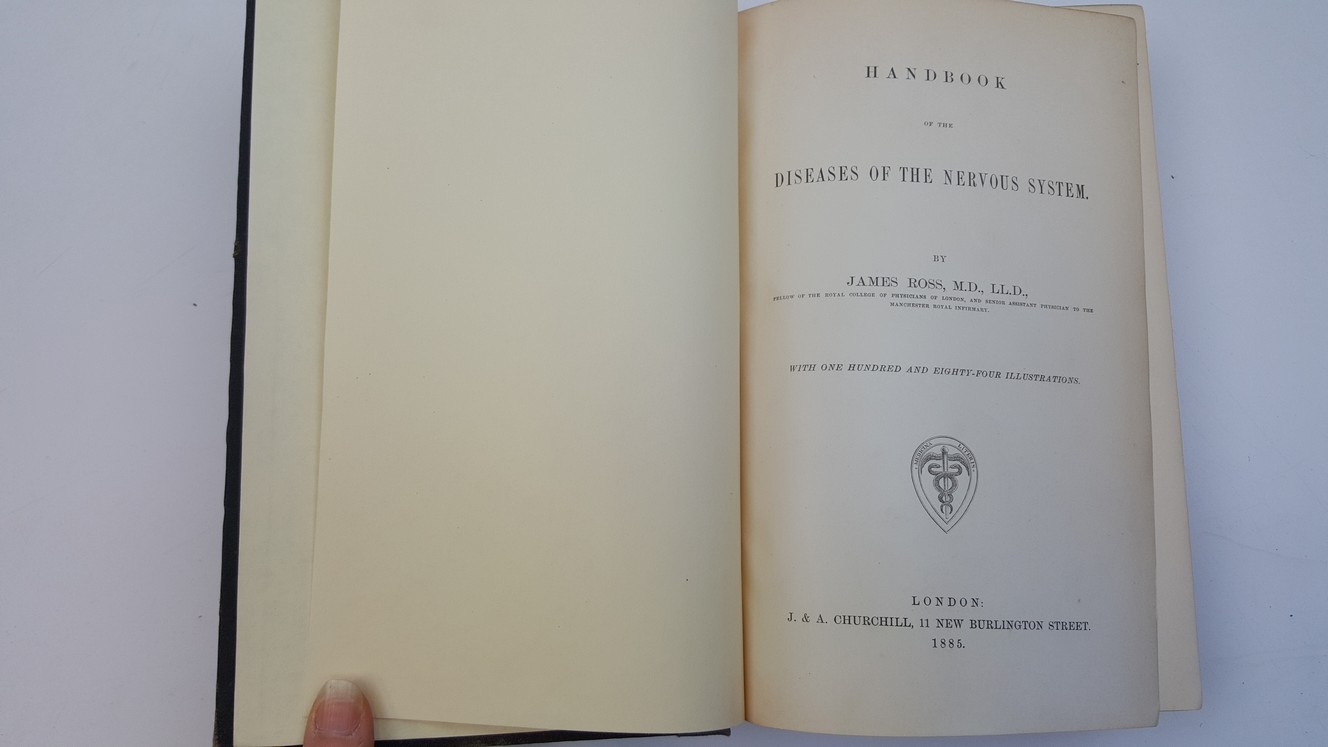 HANDBOOK
OF THE
DISEASES OF THE NERVOUS SYSTEM.
BY
JAMES ROSS, M.D., LL.D.,
FELLOW OF THE ROYAL COLLEGE OF PHYSICIANS OF LONDON, AND SENIOR ASSISTANT PHYSICIAN TO THE
MANCHESTER ROYAL INFIRMARY.
WITH ONE HUNDRED AND EIGHTY-FOUR ILLUSTRATIONS.
MEDICINA LITERIS
LONDON:
J. & A. CHURCHILL, 11 NEW BURLINGTON STREET.
1885.